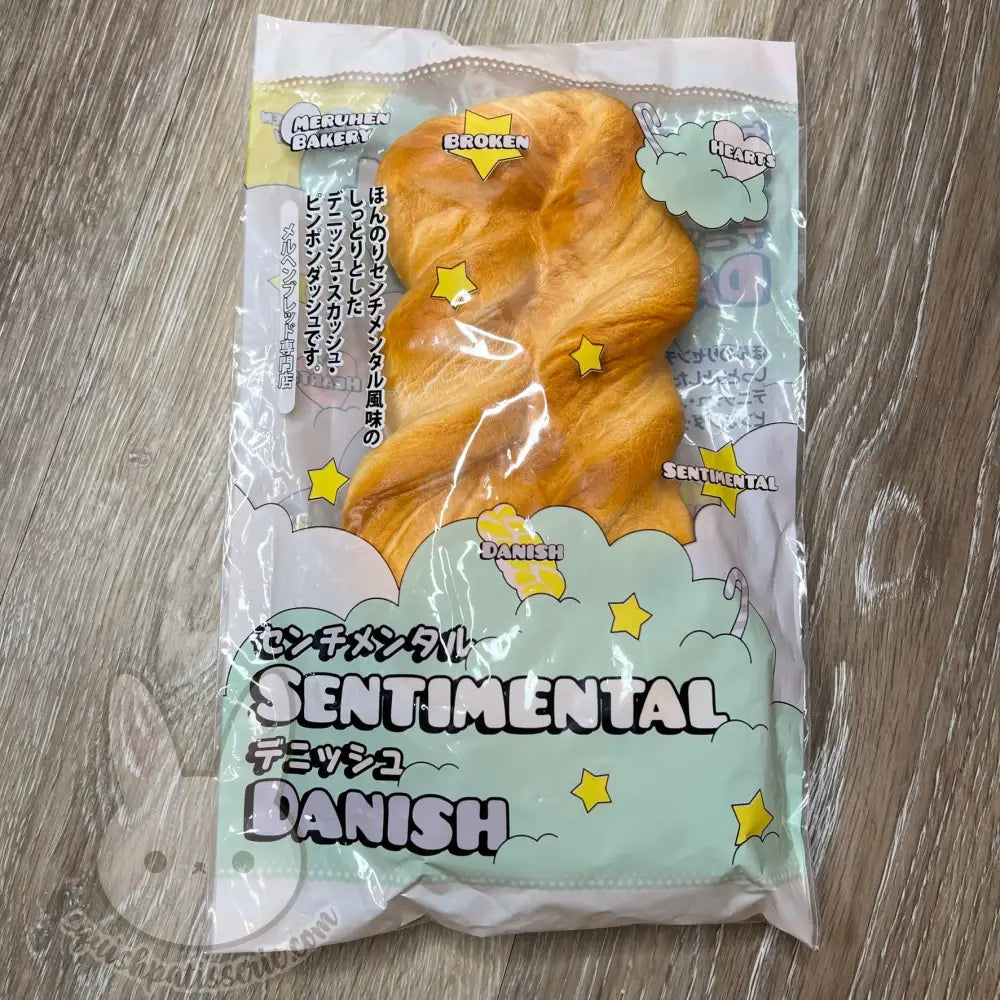 MERUHEN
BAKERY
BROKEN
HEARTS
ほんのりセンチメンタル風味の
しっとりとした
デニッシュ・スカッシュ・
ピンポンダッシュです。
メルヘンブレッド専門店
SENTIMENTAL
DANISH
センチメンタル
SENTIMENTAL
デニッシュ
DANISH
squishpatisserie.com